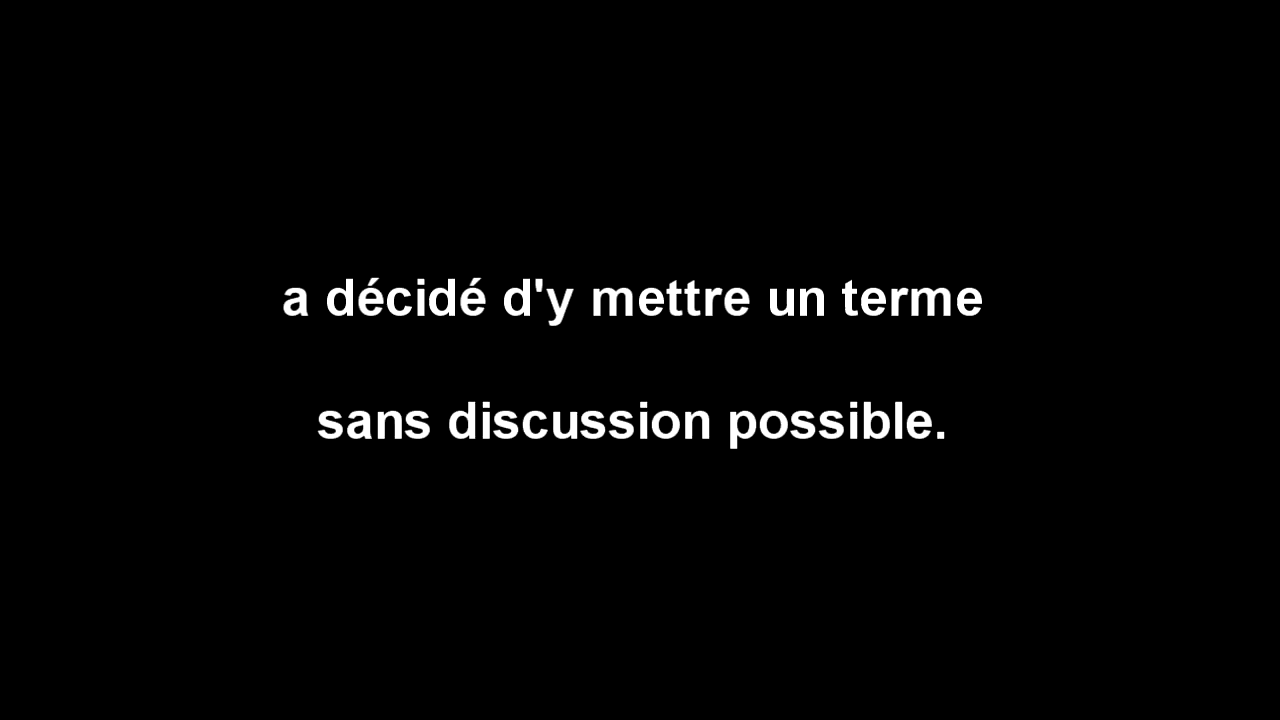 a décidé d'y mettre un terme
sans discussion possible.